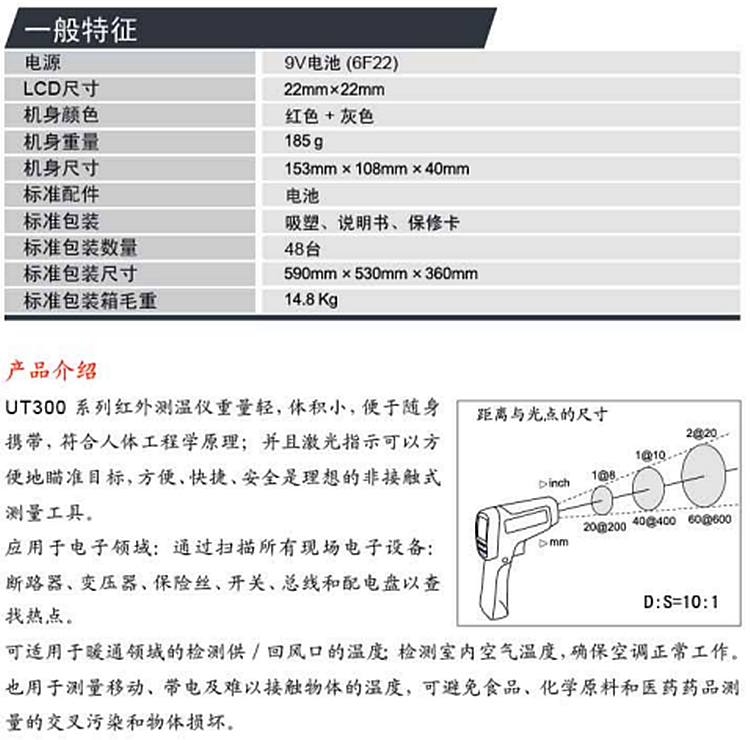 一般特征
电源 9V电池 (6F22)
LCD尺寸 22mm×22mm
机身颜色 红色 + 灰色
机身重量 185 g
机身尺寸 153mm × 108mm × 40mm
标准配件 电池
标准包装 吸塑、说明书、保修卡
标准包装数量 48台
标准包装尺寸 590mm × 530mm × 360mm
标准包装箱毛重 14.8 Kg
产品介绍
UT300 系列红外测温仪重量轻，体积小，便于随身
携带，符合人体工程学原理；并且激光指示可以方
便地瞄准目标，方便、快捷、安全是理想的非接触式
测量工具。
应用于电子领域：通过扫描所有现场电子设备：
断路器、变压器、保险丝、开关、总线和配电盘以查
找热点。
可适用于暖通领域的检测供 / 回风口的温度；检测室内空气温度，确保空调正常工作。
也用于测量移动、带电及难以接触物体的温度，可避免食品、化学原料和医药药品测
量的交叉污染和物体损坏。
距离与光点的尺寸
2@20
1@10
1@8
▷inch
20@200 40@400 60@600
▷mm
D:S=10:1